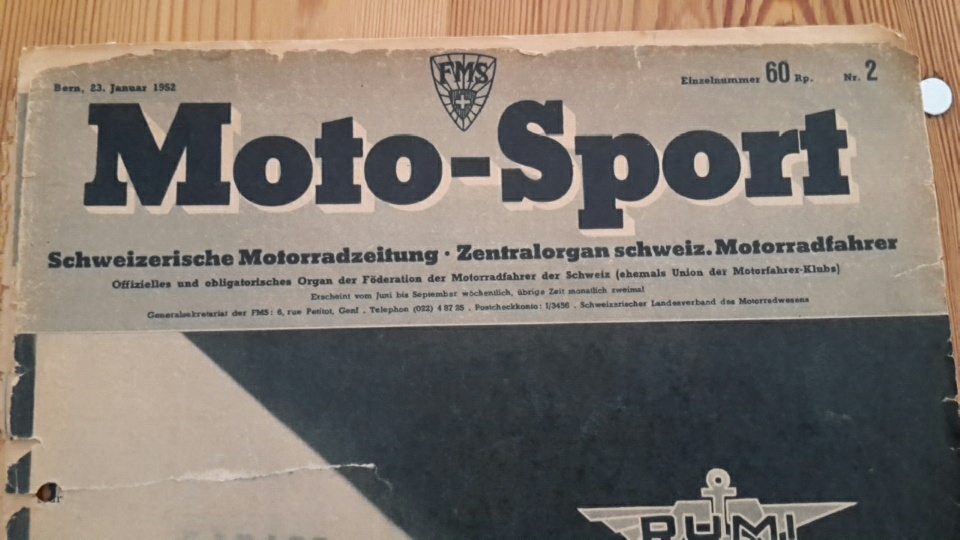 Bern, 23. Januar 1952
FMS
Einzelnummer 60 Rp. Nr. 2
Moto-Sport
Schweizerische Motorradzeitung · Zentralorgan schweiz. Motorradfahrer
Offizielles und obligatorisches Organ der Föderation der Motorradfahrer der Schweiz (ehemals Union der Motorfahrer-Klubs)
Erscheint vom Juni bis September wöchentlich, übrige Zeit monatlich zweimal
Generalsekretariat der FMS: 6, rue Petitot, Genf . Telephon (022) 4 87 35 . Postcheckkonto: I/3456 . Schweizerischer Landesverband des Motorradwesens
RUMI